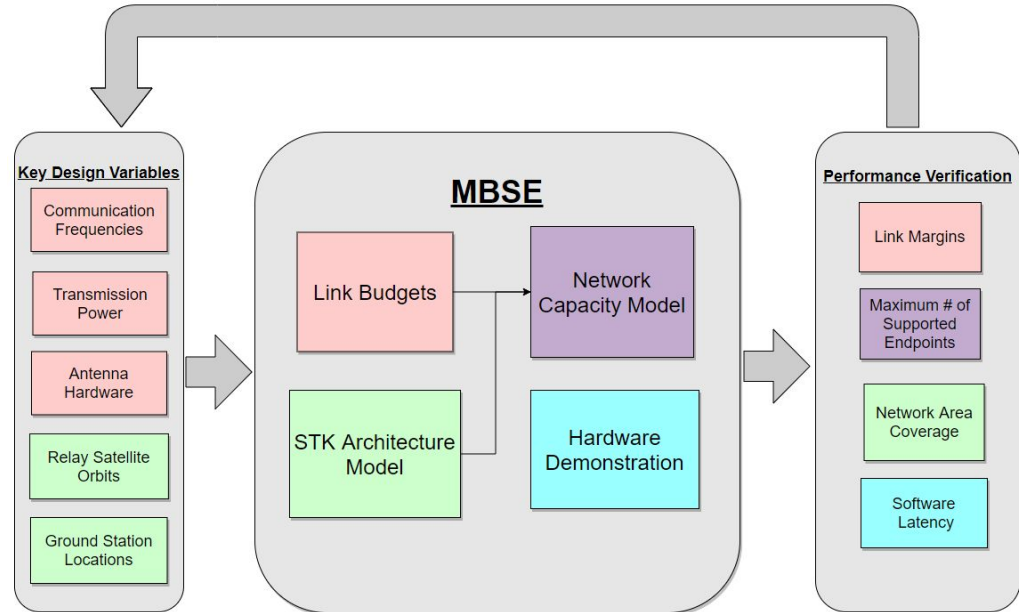 Key Design Variables
Communication
Frequencies
Transmission
Power
Antenna
Hardware
Relay Satellite
Orbits
Ground Station
Locations
MBSE
Link Budgets
Network
Capacity Model
STK Architecture
Model
Hardware
Demonstration
Performance Verification
Link Margins
Maximum # of
Supported
Endpoints
Network Area
Coverage
Software
Latency